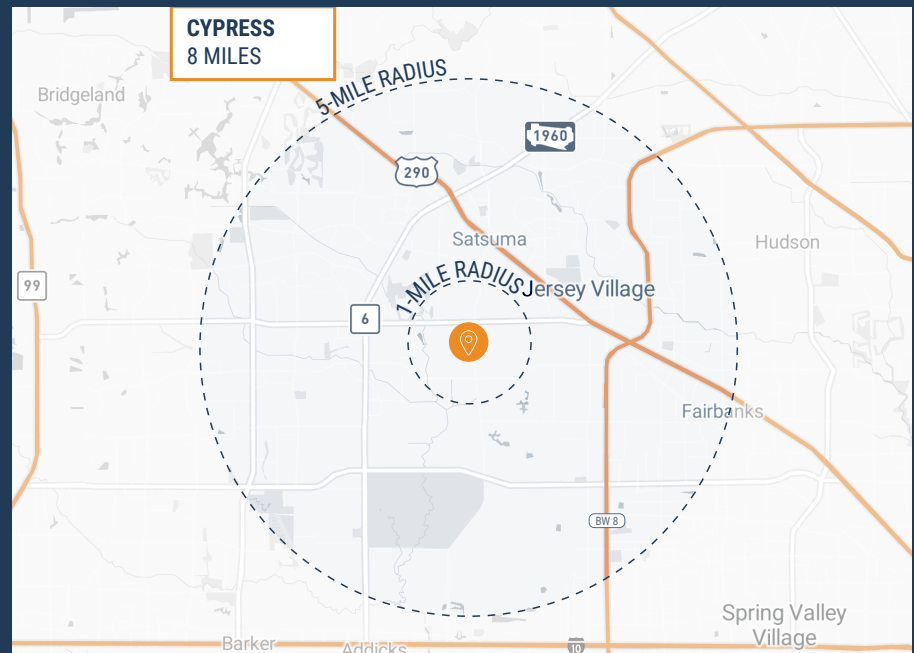 CYPRESS
8 MILES
5-MILE RADIUS
Bridgeland
1960
290
Satsuma
Hudson
1-MILE RADIUS
Jersey Village
99
6
Fairbanks
BW 8
Spring Valley
Village
Barker
Addicks
10